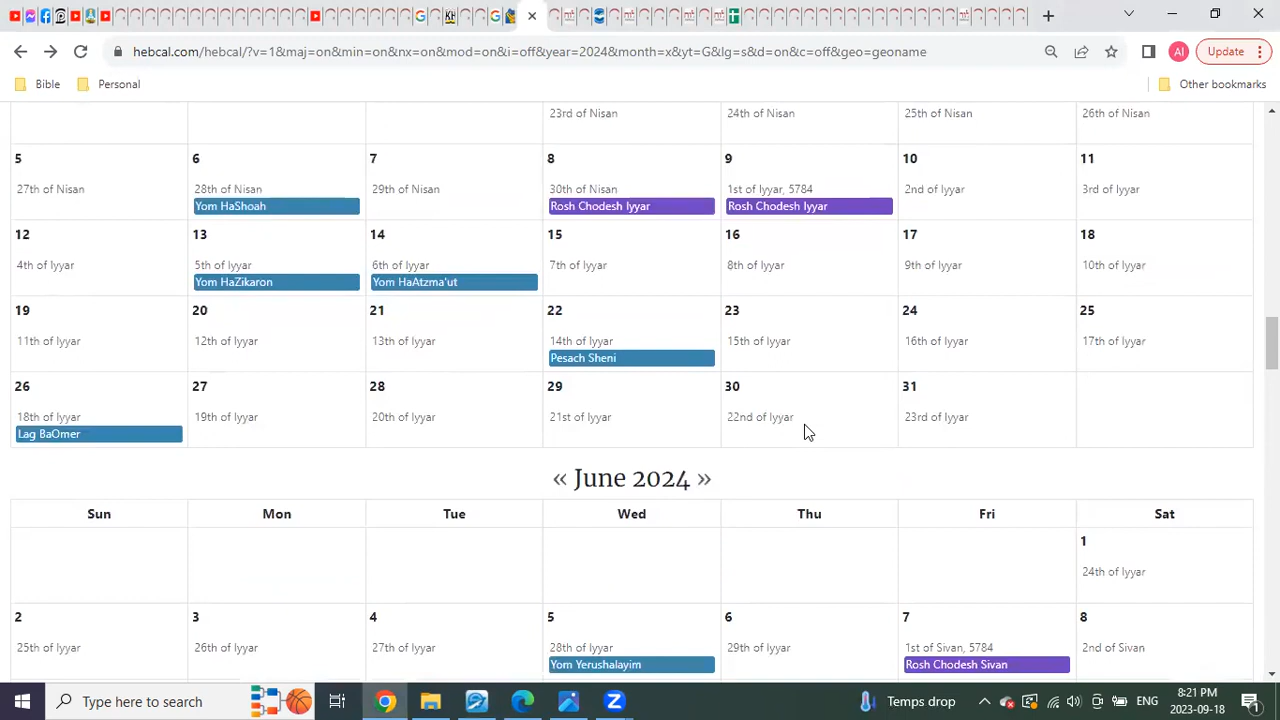 hebcal.com/hebcal/?v=1&maj=on&min=on&nx=on&mod=on&i=off&year=2024&month=x&yt=G&lg=s&d=on&c=off&geo=geoname
AI
Update
Bible
Personal
Other bookmarks
23rd of Nisan 24th of Nisan 25th of Nisan 26th of Nisan
5 6 7 8 9 10 11
27th of Nisan 28th of Nisan 29th of Nisan 30th of Nisan 1st of Iyyar, 5784 2nd of Iyyar 3rd of Iyyar
Yom HaShoah Rosh Chodesh Iyyar Rosh Chodesh Iyyar
12 13 14 15 16 17 18
4th of Iyyar 5th of Iyyar 6th of Iyyar 7th of Iyyar 8th of Iyyar 9th of Iyyar 10th of Iyyar
Yom HaZikaron Yom HaAtzma'ut
19 20 21 22 23 24 25
11th of Iyyar 12th of Iyyar 13th of Iyyar 14th of Iyyar 15th of Iyyar 16th of Iyyar 17th of Iyyar
Pesach Sheni
26 27 28 29 30 31
18th of Iyyar 19th of Iyyar 20th of Iyyar 21st of Iyyar 22nd of Iyyar 23rd of Iyyar
Lag BaOmer
« June 2024 »
Sun Mon Tue Wed Thu Fri Sat
1
24th of Iyyar
2 3 4 5 6 7 8
25th of Iyyar 26th of Iyyar 27th of Iyyar 28th of Iyyar 29th of Iyyar 1st of Sivan, 5784 2nd of Sivan
Yom Yerushalayim Rosh Chodesh Sivan
Type here to search
Temps drop
ENG
8:21 PM
2023-09-18